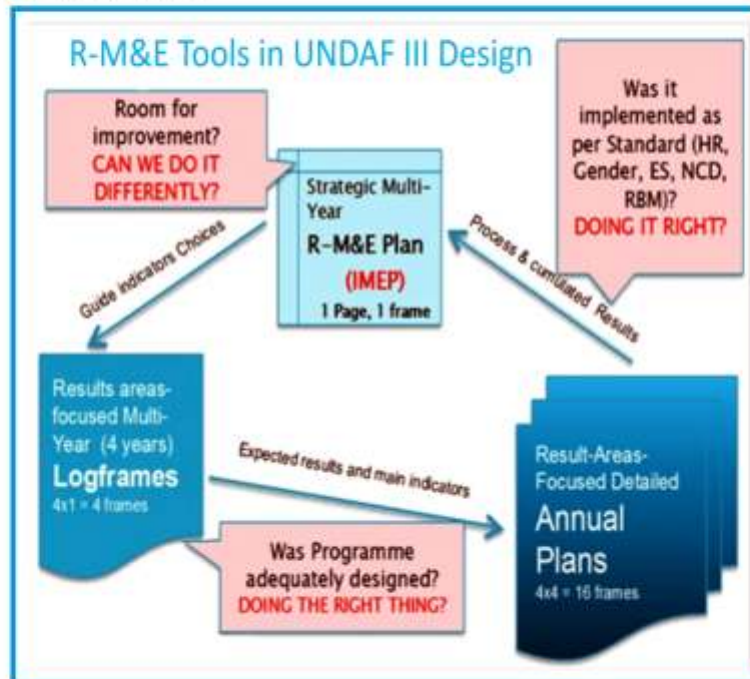 R-M&E Tools in UNDAF III Design
Room for
improvement?
CAN WE DO IT
DIFFERENTLY?
Strategic Multi-
Year
R-M&E Plan
(IMEP)
1 Page, 1 frame
Was it
implemented as
per Standard (HR,
Gender, ES, NCD,
RBM)?
DOING IT RIGHT?
Guide indicators Choices
Process & cumulated Results
Results areas-
focused Multi-
Year (4 years)
Logframes
4x1 = 4 frames
Expected results and main indicators
Result-Areas-
Focused Detailed
Annual
Plans
4x4 = 16 frames
Was Programme
adequately designed?
DOING THE RIGHT THING?